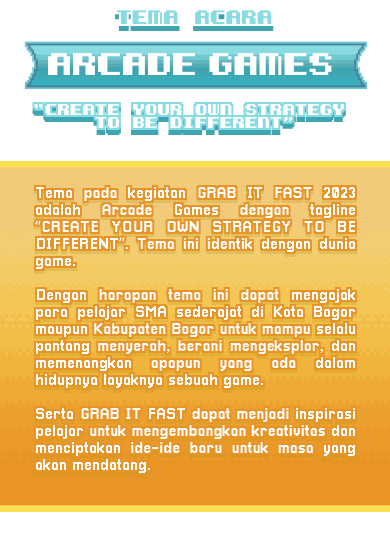 TEMA ACARA
ARCADE GAMES
"CREATE YOUR OWN STRATEGY
TO BE DIFFERENT"
Tema pada kegiatan GRAB IT FAST 2023
adalah Arcade Games dengan tagline
"CREATE YOUR OWN STRATEGY TO BE
DIFFERENT". Tema ini identik dengan dunia
game.
Dengan harapan tema ini dapat mengajak
para pelajar SMA sederajat di Kota Bogor
maupun Kabupaten Bogor untuk mampu selalu
pantang menyerah, berani mengeksplor, dan
memenangkan apapun yang ada dalam
hidupnya layaknya sebuah game.
Serta GRAB IT FAST dapat menjadi inspirasi
pelajar untuk mengembangkan kreativitas dan
menciptakan ide-ide baru untuk masa yang
akan mendatang.